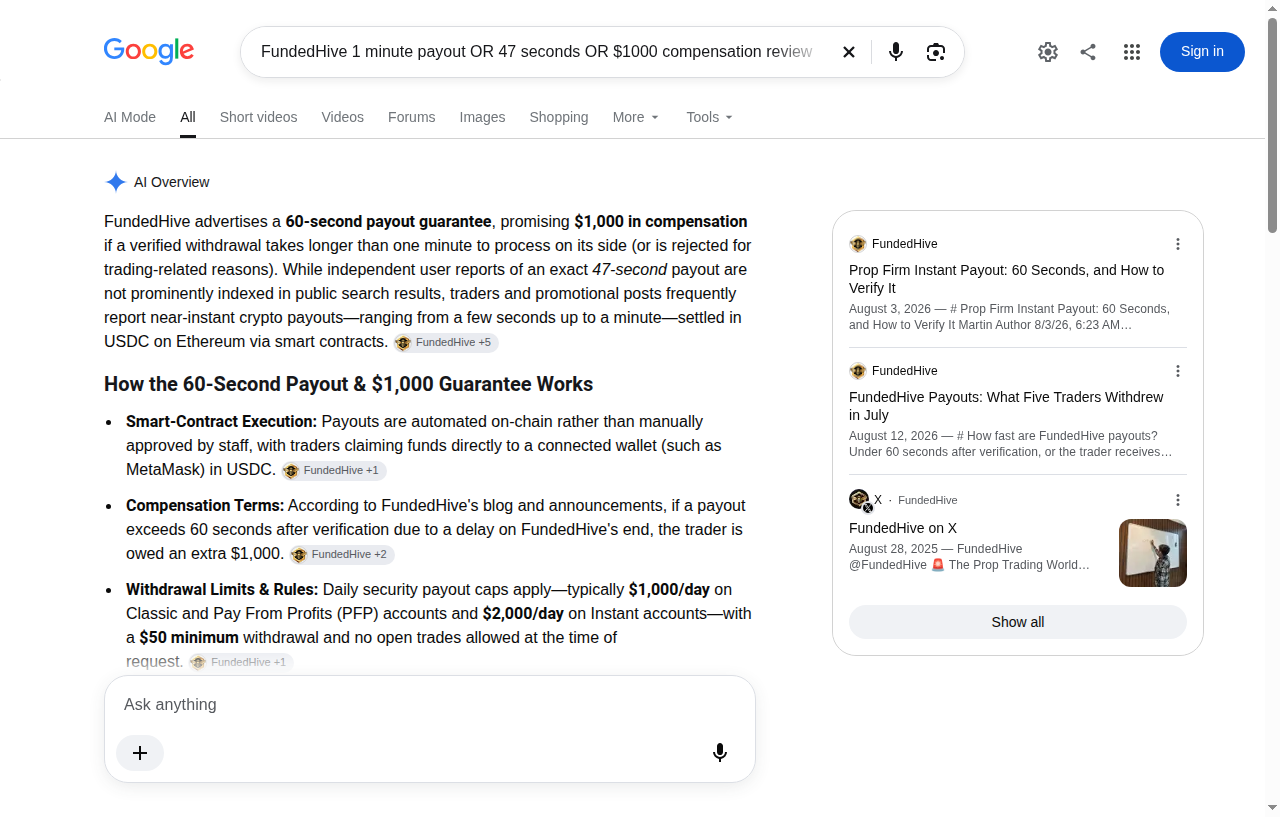 Google
FundedHive 1 minute payout OR 47 seconds OR $1000 compensation review
Sign in
AI Mode
All
Short videos
Videos
Forums
Images
Shopping
More
Tools
AI Overview
FundedHive advertises a 60-second payout guarantee, promising $1,000 in compensation
if a verified withdrawal takes longer than one minute to process on its side (or is rejected for
trading-related reasons). While independent user reports of an exact 47-second payout are
not prominently indexed in public search results, traders and promotional posts frequently
report near-instant crypto payouts—ranging from a few seconds up to a minute—settled in
USDC on Ethereum via smart contracts. FundedHive +5
How the 60-Second Payout & $1,000 Guarantee Works
• Smart-Contract Execution: Payouts are automated on-chain rather than manually
approved by staff, with traders claiming funds directly to a connected wallet (such as
MetaMask) in USDC. FundedHive +1
• Compensation Terms: According to FundedHive's blog and announcements, if a payout
exceeds 60 seconds after verification due to a delay on FundedHive's end, the trader is
owed an extra $1,000. FundedHive +2
• Withdrawal Limits & Rules: Daily security payout caps apply—typically $1,000/day on
Classic and Pay From Profits (PFP) accounts and $2,000/day on Instant accounts—with
a $50 minimum withdrawal and no open trades allowed at the time of
request. FundedHive +1
Ask anything
FundedHive
Prop Firm Instant Payout: 60 Seconds, and How to
Verify It
August 3, 2026 — # Prop Firm Instant Payout: 60 Seconds,
and How to Verify It Martin Author 8/3/26, 6:23 AM…
FundedHive
FundedHive Payouts: What Five Traders Withdrew
in July
August 12, 2026 — # How fast are FundedHive payouts?
Under 60 seconds after verification, or the trader receives…
X · FundedHive
FundedHive on X
August 28, 2025 — FundedHive
@FundedHive 🚨 The Prop Trading World…
Show all